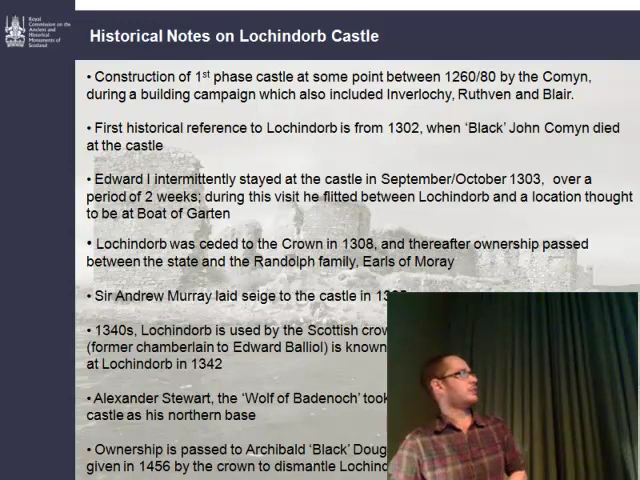 Royal
Commission on the
Ancient and
Historical
Monuments of
Scotland
Historical Notes on Lochindorb Castle
• Construction of 1st phase castle at some point between 1260/80 by the Comyn,
during a building campaign which also included Inverlochy, Ruthven and Blair.
• First historical reference to Lochindorb is from 1302, when ‘Black’ John Comyn died
at the castle
• Edward I intermittently stayed at the castle in September/October 1303, over a
period of 2 weeks; during this visit he flitted between Lochindorb and a location thought
to be at Boat of Garten
• Lochindorb was ceded to the Crown in 1308, and thereafter ownership passed
between the state and the Randolph family, Earls of Moray
• Sir Andrew Murray laid seige to the castle in
• 1340s, Lochindorb is used by the Scottish
(former chamberlain to Edward Balliol) is known
at Lochindorb in 1342
• Alexander Stewart, the ‘Wolf of Badenoch’ took
castle as his northern base
• Ownership is passed to Archibald ‘Black’
given in 1456 by the crown to dismantle